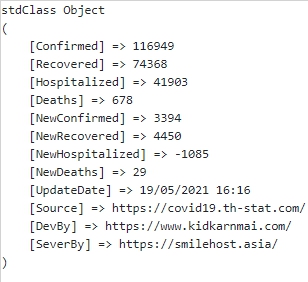 stdClass Object
(
    [Confirmed] => 116949
    [Recovered] => 74368
    [Hospitalized] => 41903
    [Deaths] => 678
    [NewConfirmed] => 3394
    [NewRecovered] => 4450
    [NewHospitalized] => -1085
    [NewDeaths] => 29
    [UpdateDate] => 19/05/2021 16:16
    [Source] => https://covid19.th-stat.com/
    [DevBy] => https://www.kidkarnmai.com/
    [SeverBy] => https://smilehost.asia/
)